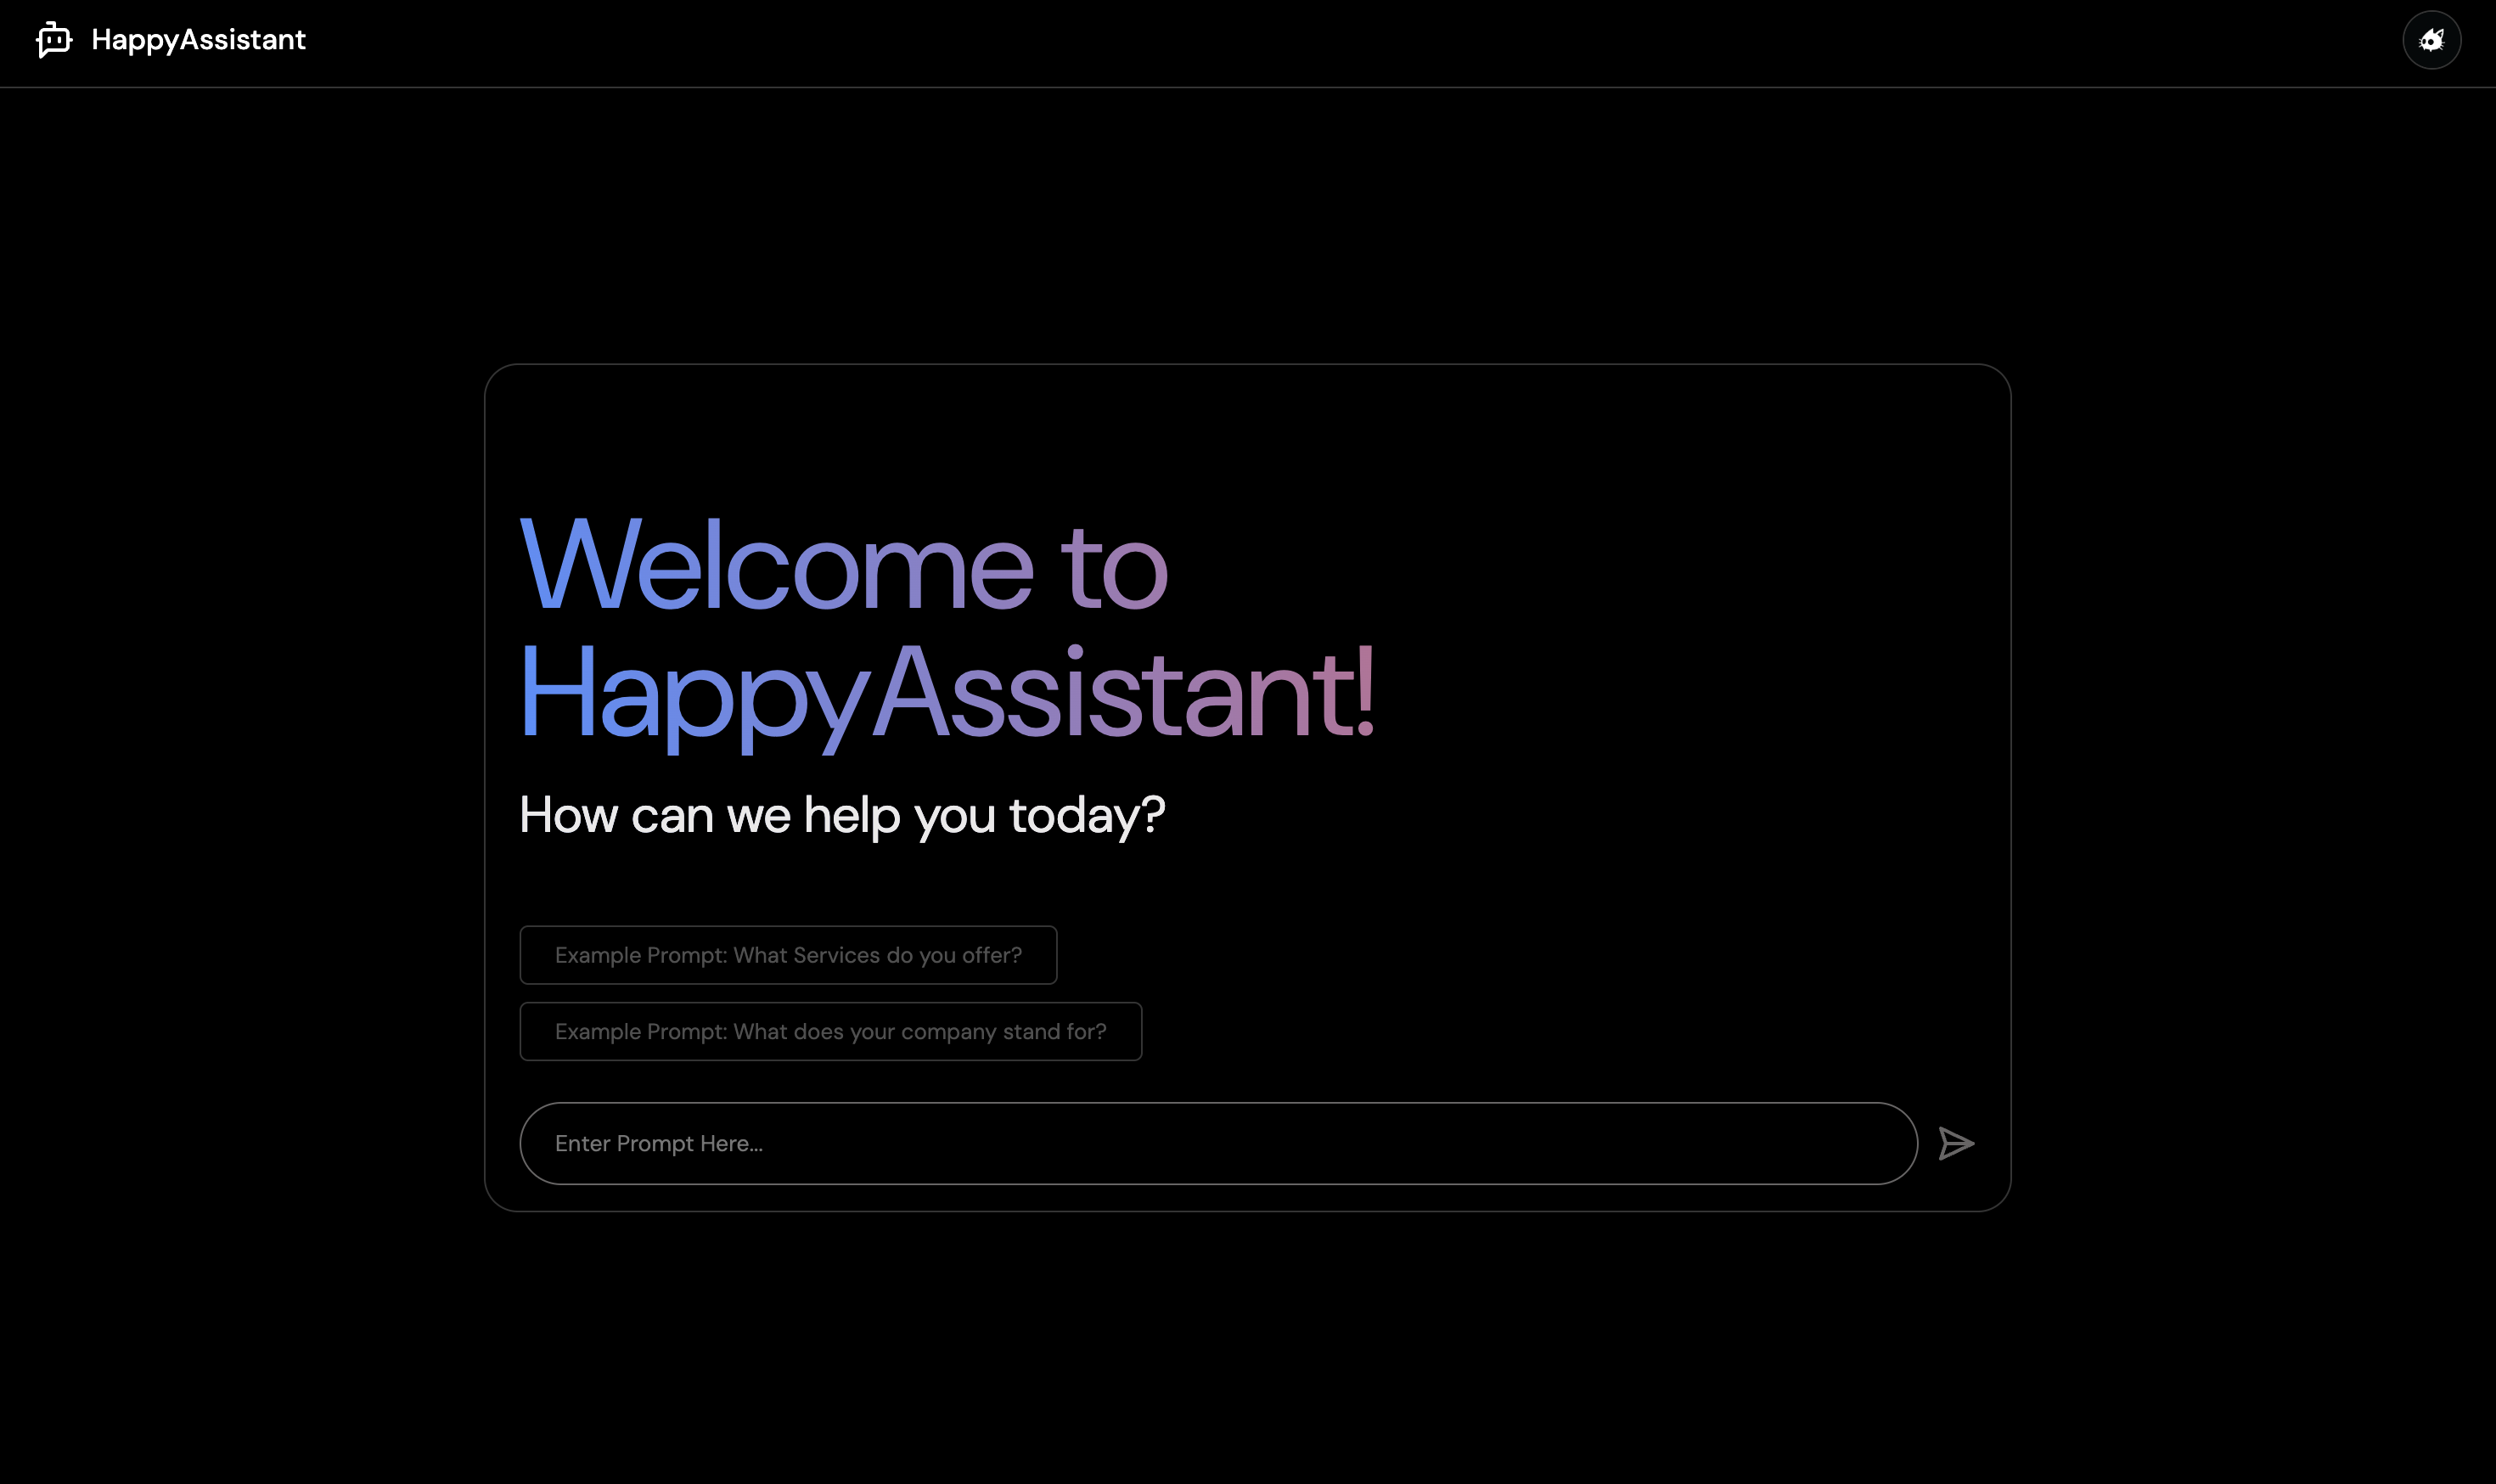 HappyAssistant
Welcome to
HappyAssistant!
How can we help you today?
Example Prompt: What Services do you offer?
Example Prompt: What does your company stand for?
Enter Prompt Here...